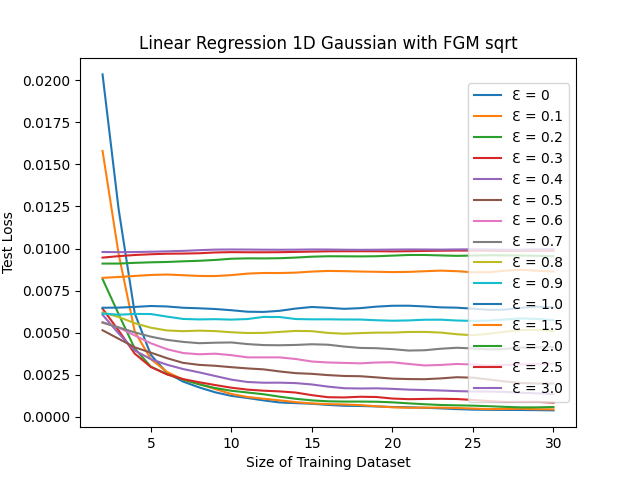 Linear Regression 1D Gaussian with FGM sqrt
Test Loss
0.0200
0.0175
0.0150
0.0125
0.0100
0.0075
0.0050
0.0025
0.0000
5
10
15
20
25
30
Size of Training Dataset
Ɛ = 0
Ɛ = 0.1
Ɛ = 0.2
Ɛ = 0.3
Ɛ = 0.4
Ɛ = 0.5
Ɛ = 0.6
Ɛ = 0.7
Ɛ = 0.8
Ɛ = 0.9
Ɛ = 1.0
Ɛ = 1.5
Ɛ = 2.0
Ɛ = 2.5
Ɛ = 3.0